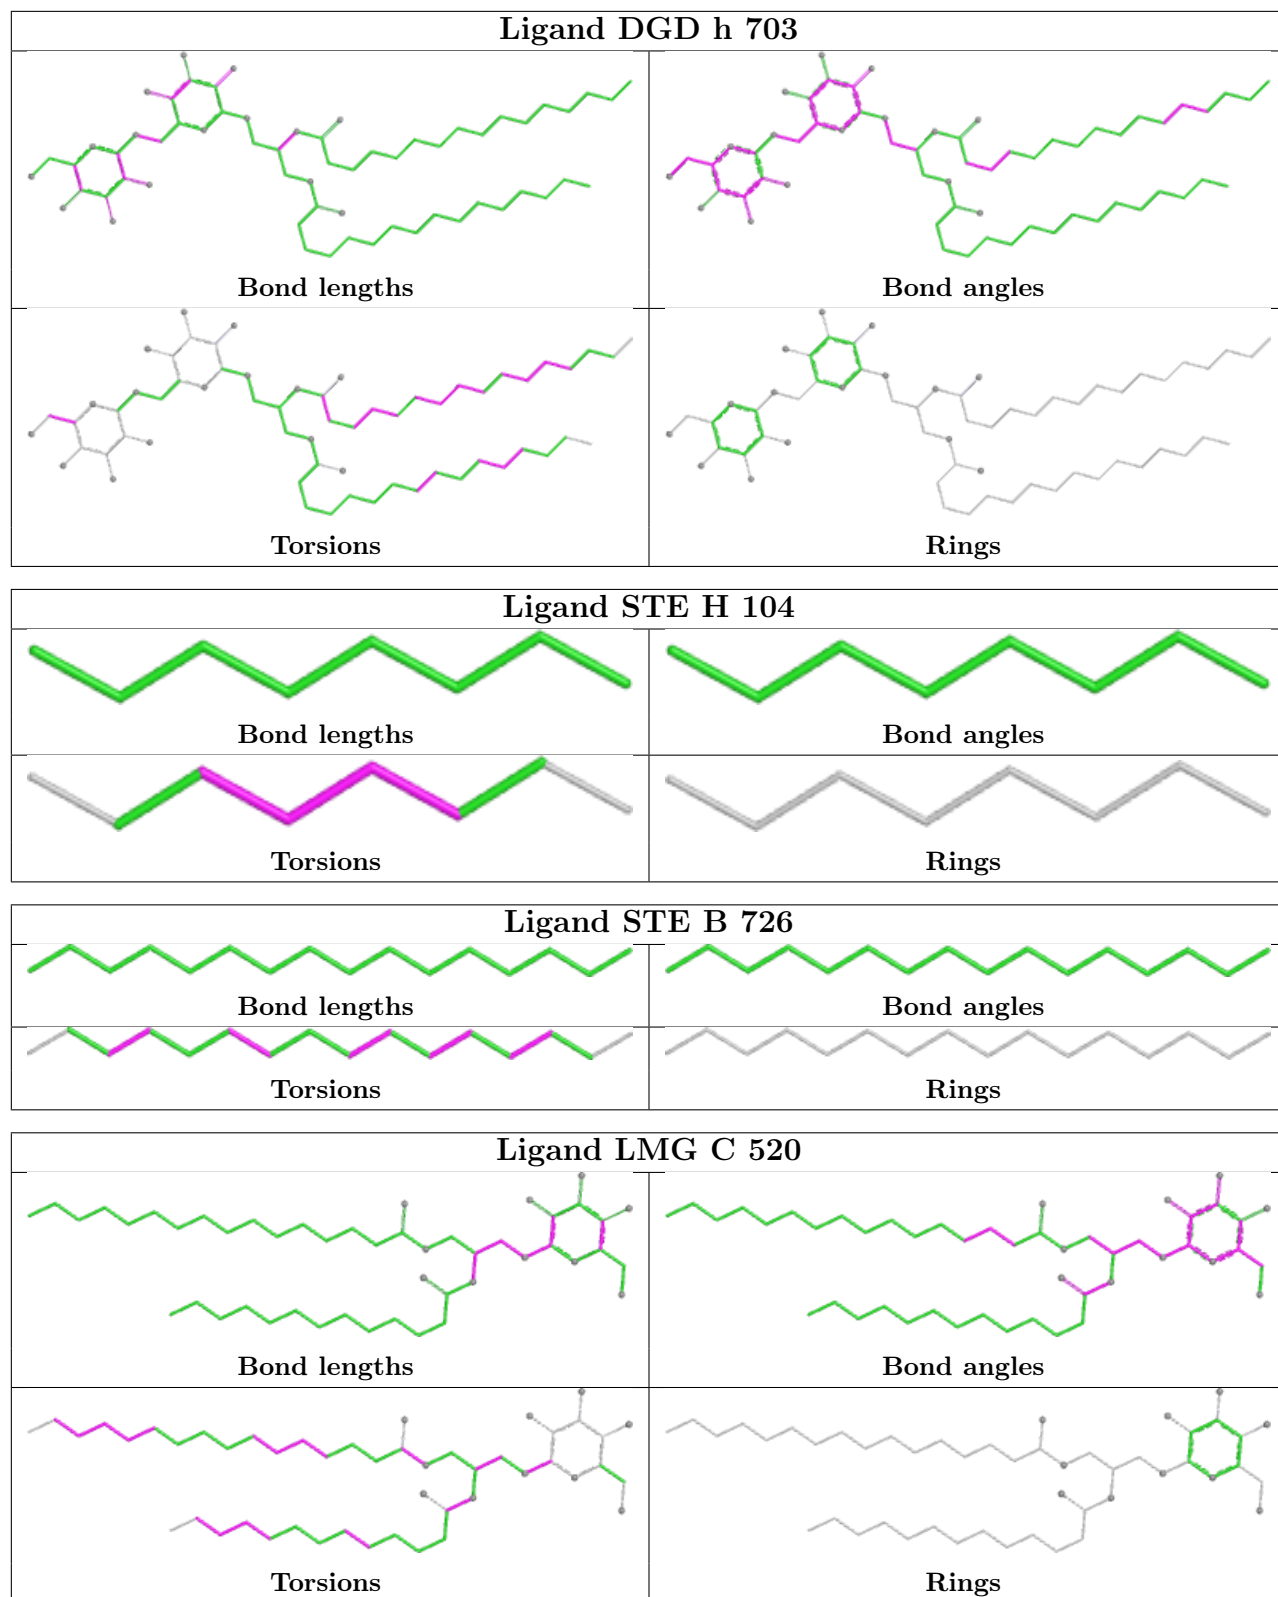 Ligand DGD h 703
Bond lengths
Bond angles
Torsions
Rings
Ligand STE H 104
Bond lengths
Bond angles
Torsions
Rings
Ligand STE B 726
Bond lengths
Bond angles
Torsions
Rings
Ligand LMG C 520
Bond lengths
Bond angles
Torsions
Rings